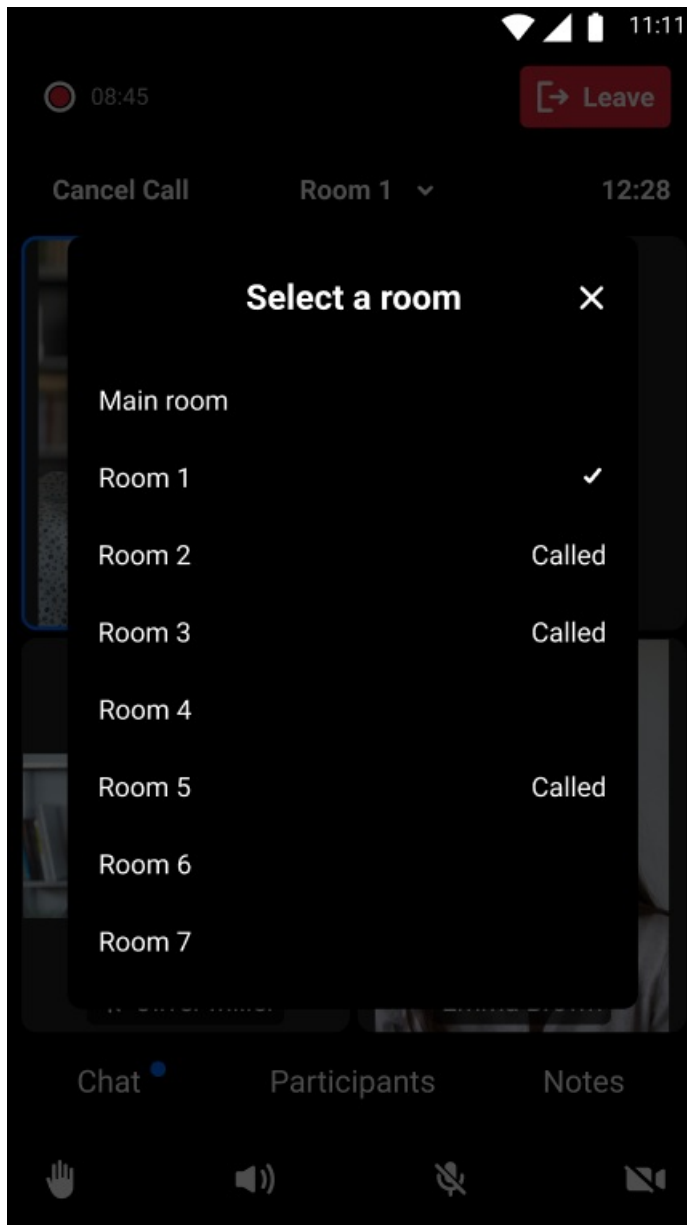 11:11
08:45
Leave
Cancel Call Room 1 12:28
Select a room
Main room
Room 1
Room 2 Called
Room 3 Called
Room 4
Room 5 Called
Room 6
Room 7
Chat Participants Notes